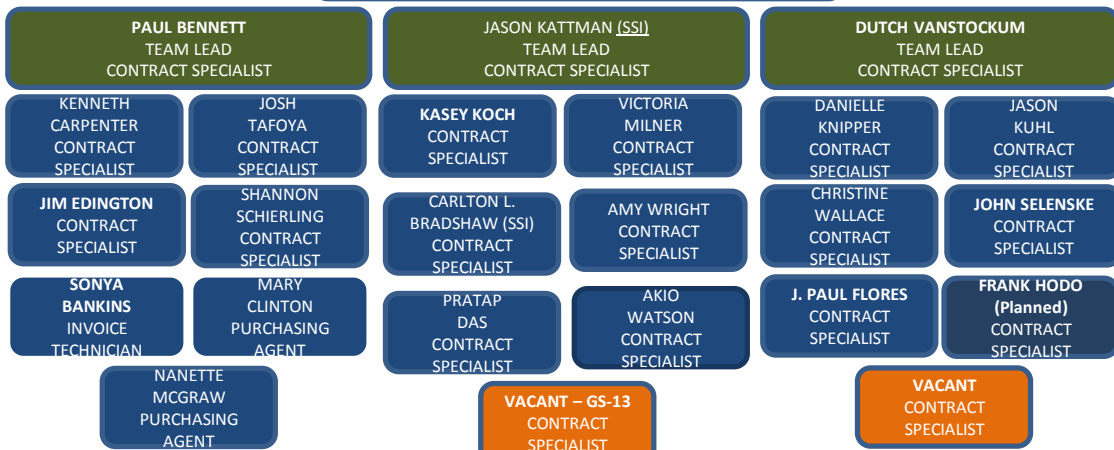 PAUL BENNETT
TEAM LEAD
CONTRACT SPECIALIST
KENNETH
CARPENTER
CONTRACT
SPECIALIST
JOSH
TAFOYA
CONTRACT
SPECIALIST
JIM EDINGTON
CONTRACT
SPECIALIST
SHANNON
SCHIERLING
CONTRACT
SPECIALIST
SONYA
BANKINS
INVOICE
TECHNICIAN
MARY
CLINTON
PURCHASING
AGENT
NANETTE
MCGRAW
PURCHASING
AGENT
JASON KATTMAN (SSI)
TEAM LEAD
CONTRACT SPECIALIST
KASEY KOCH
CONTRACT
SPECIALIST
VICTORIA
MILNER
CONTRACT
SPECIALIST
CARLTON L.
BRADSHAW (SSI)
CONTRACT
SPECIALIST
AMY WRIGHT
CONTRACT
SPECIALIST
PRATAP
DAS
CONTRACT
SPECIALIST
AKIO
WATSON
CONTRACT
SPECIALIST
VACANT – GS-13
CONTRACT
SPECIALIST
DUTCH VANSTOCKUM
TEAM LEAD
CONTRACT SPECIALIST
DANIELLE
KNIPPER
CONTRACT
SPECIALIST
JASON
KUHL
CONTRACT
SPECIALIST
CHRISTINE
WALLACE
CONTRACT
SPECIALIST
JOHN SELENSKE
CONTRACT
SPECIALIST
J. PAUL FLORES
CONTRACT
SPECIALIST
FRANK HODO
(Planned)
CONTRACT
SPECIALIST
VACANT
CONTRACT
SPECIALIST